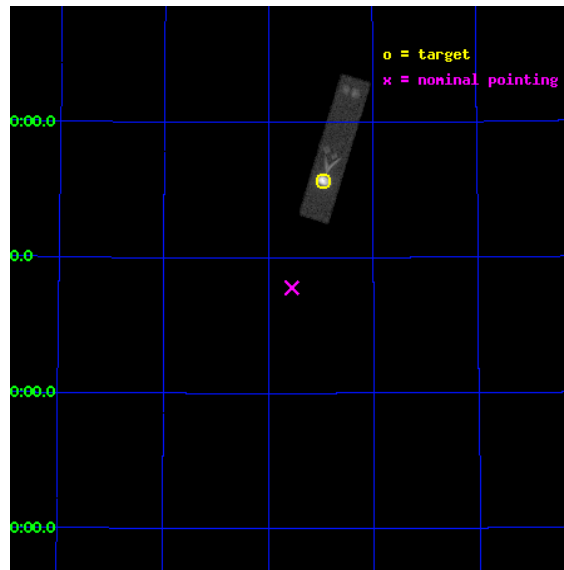 o = target
x = nominal pointing
0:00.0
0.0
0:00.0
0:00.0